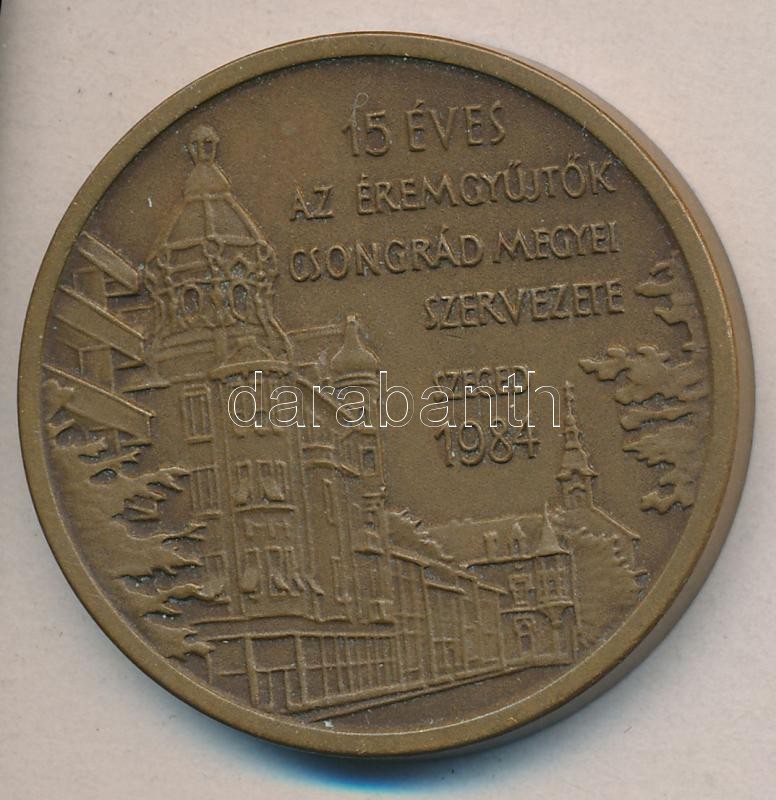 15 ÉVES
AZ ÉREMGYŰJTŐK
CSONGRÁD MEGYEI
SZERVEZETE
SZEGED
1984
darabanth